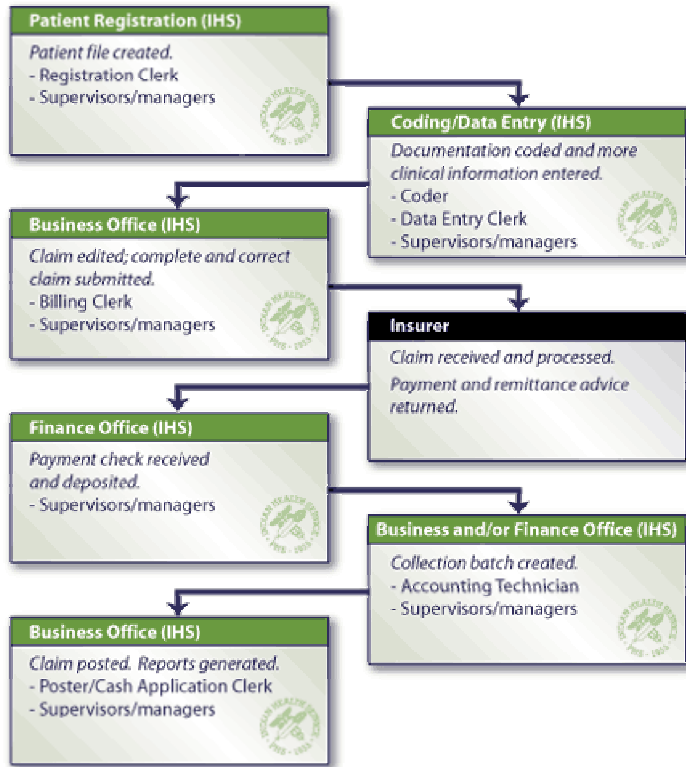 Patient Registration (IHS)
Patient file created.
- Registration Clerk
- Supervisors/managers
Coding/Data Entry (IHS)
Documentation coded and more
clinical information entered.
- Coder
- Data Entry Clerk
- Supervisors/managers
Business Office (IHS)
Claim edited; complete and correct
claim submitted.
- Billing Clerk
- Supervisors/managers
Insurer
Claim received and processed.
Payment and remittance advice
returned.
Finance Office (IHS)
Payment check received
and deposited.
- Supervisors/managers
Business and/or Finance Office (IHS)
Collection batch created.
- Accounting Technician
- Supervisors/managers
Business Office (IHS)
Claim posted. Reports generated.
- Poster/Cash Application Clerk
- Supervisors/managers